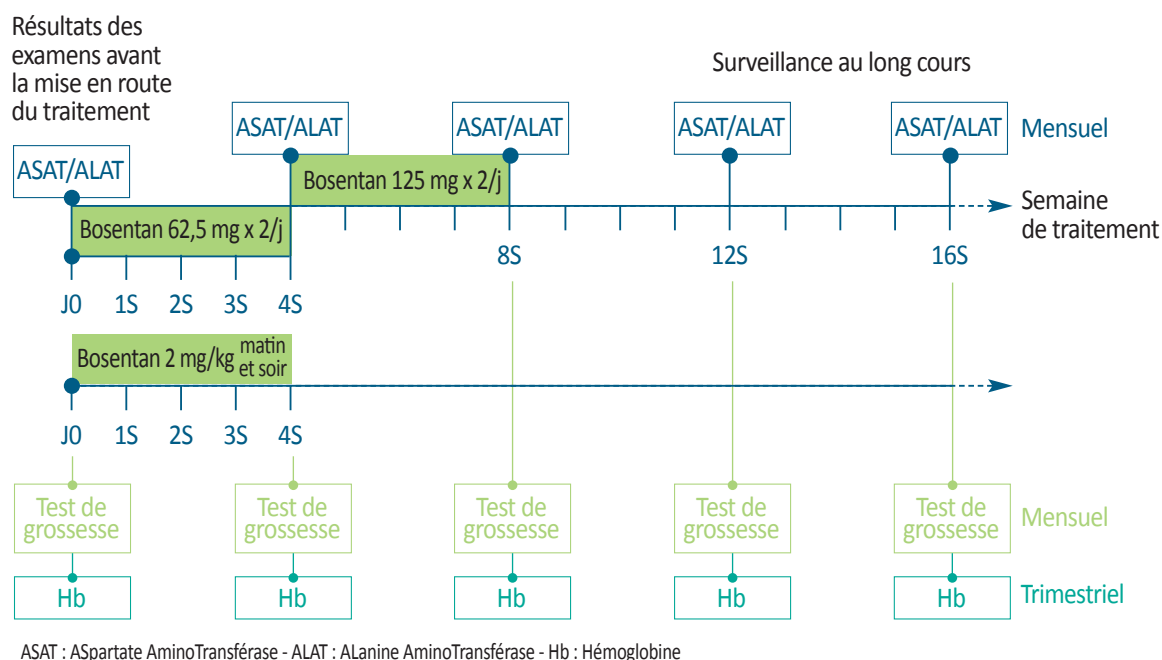 Résultats des
examens avant
la mise en route
du traitement
Surveillance au long cours
ASAT/ALAT
ASAT/ALAT
ASAT/ALAT
ASAT/ALAT
Mensuel
ASAT/ALAT
Bosentan 125 mg x 2/j
Semaine
de traitement
Bosentan 62,5 mg x 2/j
8S
12S
16S
J0
1S
2S
3S
4S
Bosentan 2 mg/kg matin
et soir
J0
1S
2S
3S
4S
Test de
grossesse
Test de
grossesse
Test de
grossesse
Test de
grossesse
Test de
grossesse
Mensuel
Hb
Hb
Hb
Hb
Hb
Trimestriel
ASAT : ASpartate AminoTransférase - ALAT : ALanine AminoTransférase - Hb : Hémoglobine